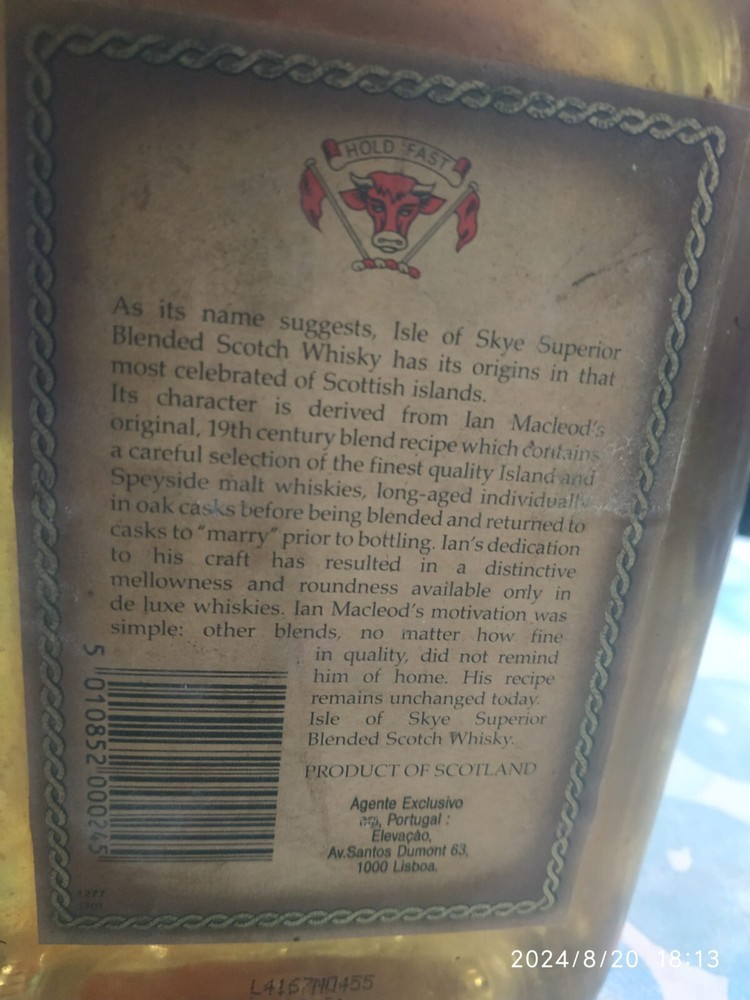 HOLD FAST
As its name suggests, Isle of Skye Superior
Blended Scotch Whisky has its origins in that
most celebrated of Scottish islands.
Its character is derived from Ian Macleod's
original, 19th century blend recipe which contains
a careful selection of the finest quality Island and
Speyside malt whiskies, long-aged individually
in oak casks before being blended and returned to
casks to "marry" prior to bottling. Ian's dedication
to his craft has resulted in a distinctive
mellowness and roundness available only in
de luxe whiskies. Ian Macleod's motivation was
simple: other blends, no matter how fine
in quality, did not remind
him of home. His recipe
remains unchanged today.
Isle of Skye Superior
Blended Scotch Whisky.
PRODUCT OF SCOTLAND
5 010852 000245
Agente Exclusivo
Portugal :
Elevação,
Av.Santos Dumont 63,
1000 Lisboa.
1277
2024/8/20 18:13